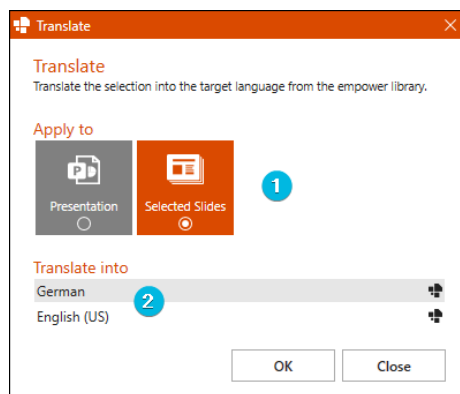 Translate
Translate
Translate the selection into the target language from the empower library.
Apply to
Presentation
Selected Slides
1
Translate into
German
2
English (US)
OK
Close